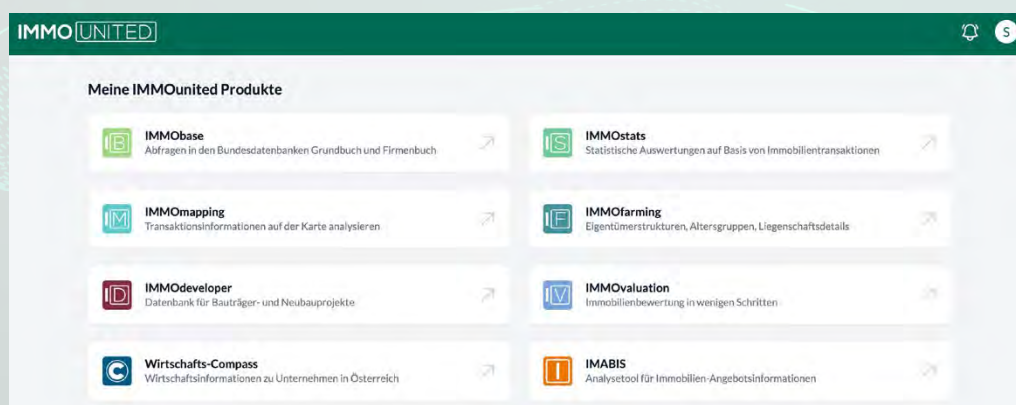 IMMO UNITED
S
Meine IMMOunited Produkte
IMMObase
Abfragen in den Bundesdatenbanken Grundbuch und Firmenbuch
IMMOstats
Statistische Auswertungen auf Basis von Immobilientransaktionen
IMMOmapping
Transaktionsinformationen auf der Karte analysieren
IMMOfarming
Eigentümerstrukturen, Altersgruppen, Liegenschaftsdetails
IMMOdeveloper
Datenbank für Bauträger- und Neubauprojekte
IMMOvaluation
Immobilienbewertung in wenigen Schritten
Wirtschafts-Compass
Wirtschaftsinformationen zu Unternehmen in Österreich
IMABIS
Analysetool für Immobilien-Angebotsinformationen